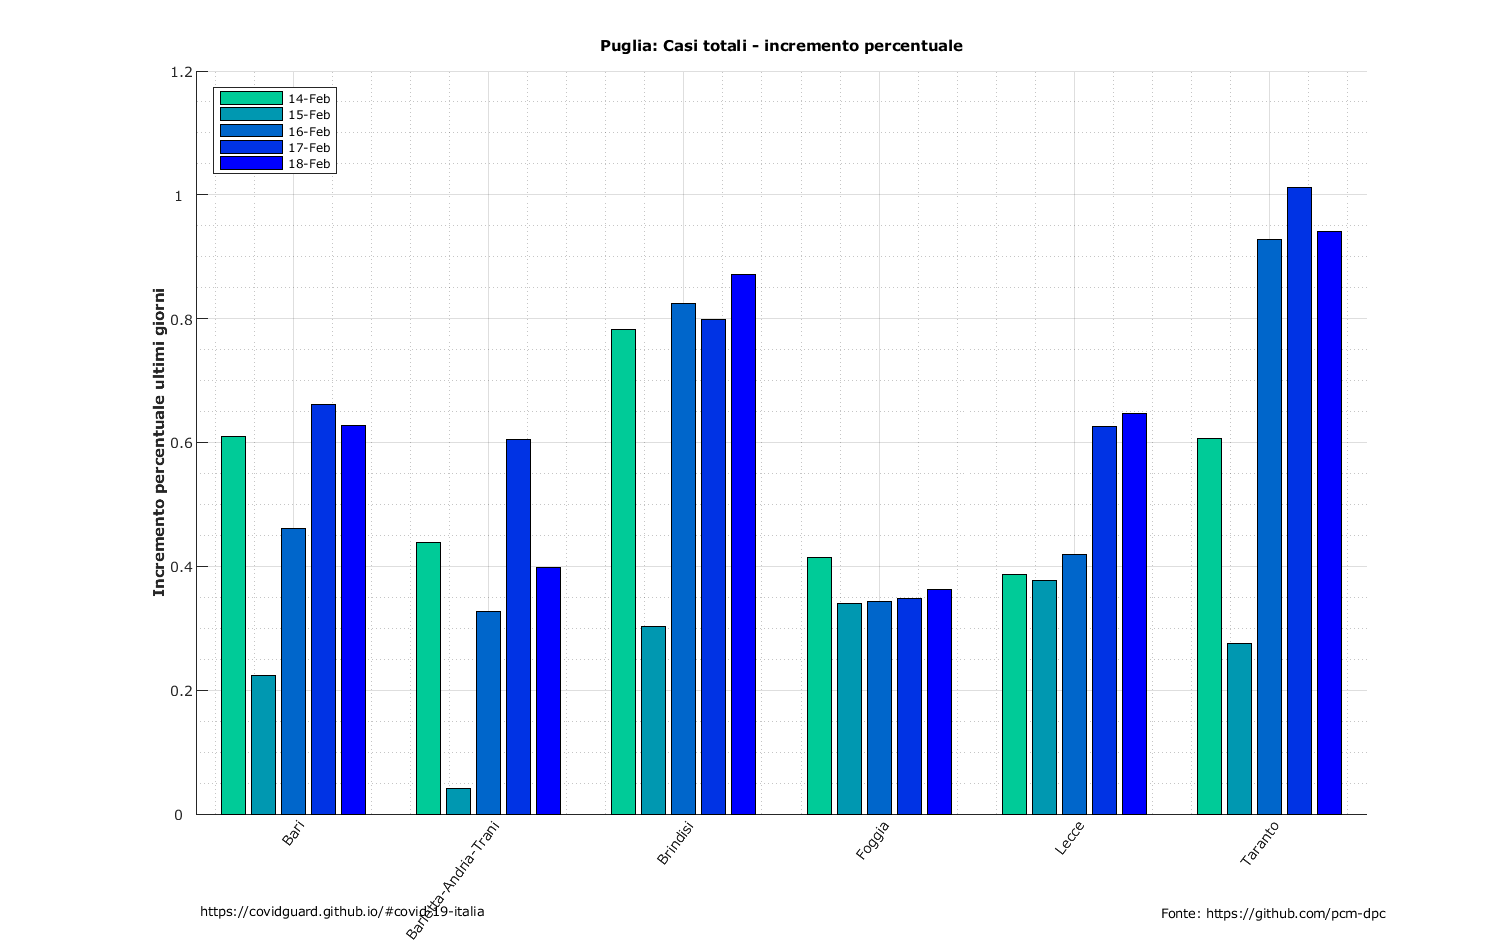 Puglia: Casi totali - incremento percentuale
1.2
1
0.8
0.6
0.4
0.2
0
Incremento percentuale ultimi giorni
14-Feb
15-Feb
16-Feb
17-Feb
18-Feb
Bari
Barletta-Andria-Trani
Brindisi
Foggia
Lecce
Taranto
https://covidguard.github.io/#covid-19-italia
Fonte: https://github.com/pcm-dpc